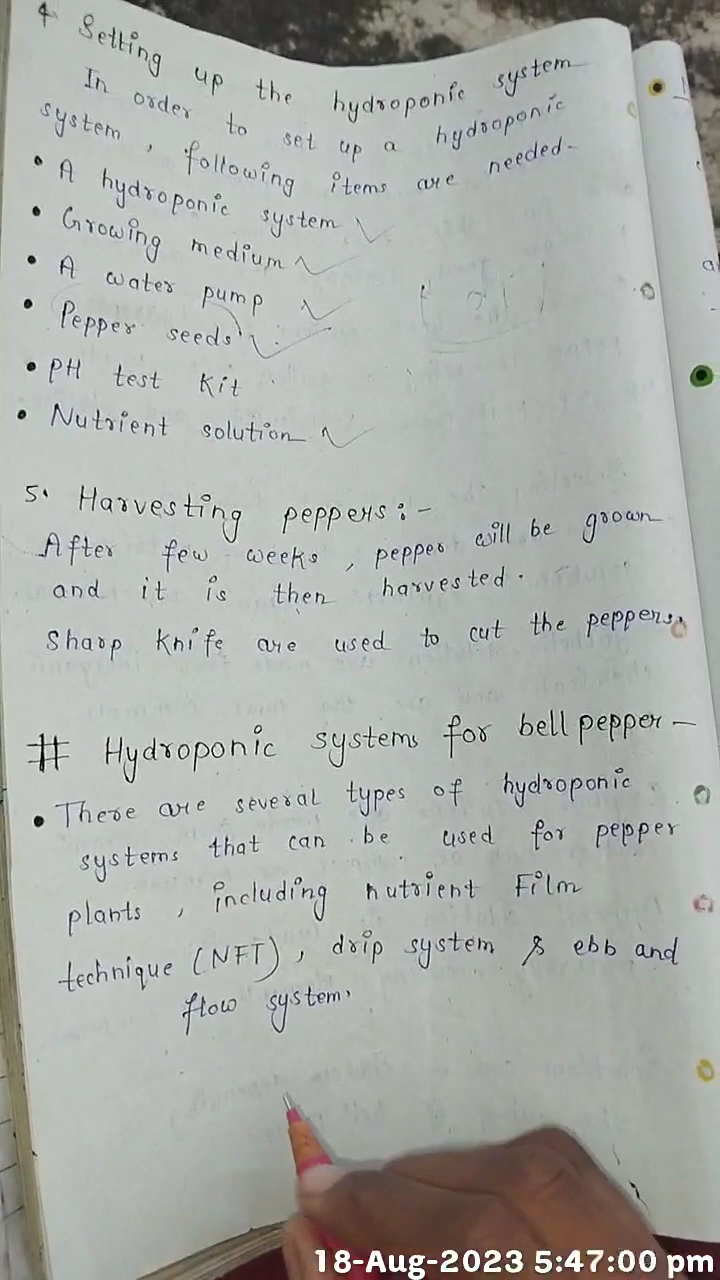 4 Setting up the hydroponic system
In order to set up a hydroponic
system, following items are needed-
• A hydroponic system
• Growing medium
• A water pump
• Pepper seeds
• PH test Kit
• Nutrient solution
5. Harvesting peppers:-
After few weeks, pepper will be grown
and it is then harvested.
Sharp Knife are used to cut the peppers.
# Hydroponic systems for bell pepper-
• There are several types of hydroponic
systems that can be used for pepper
plants, including nutrient Film
technique (NFT), drip system & ebb and
flow system.
18-Aug-2023 5:47:00 pm